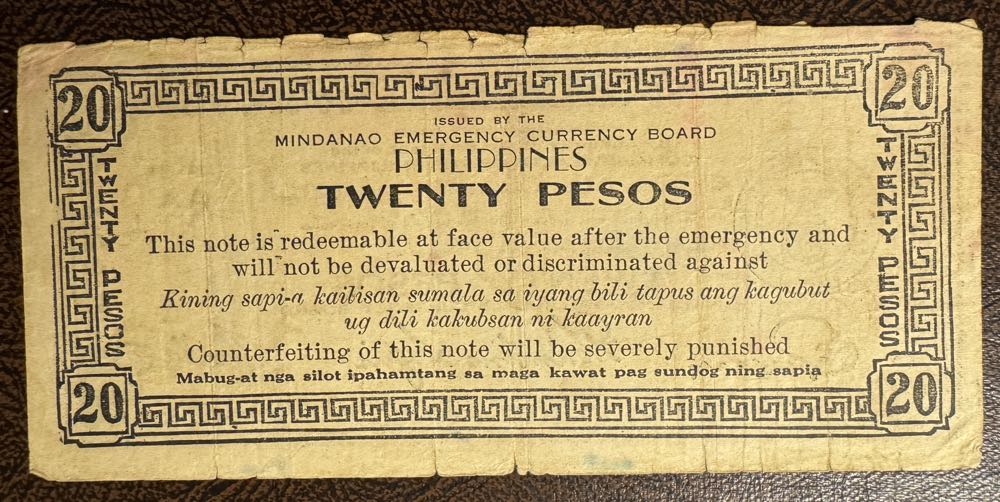 20
20
ISSUED BY THE
MINDANAO EMERGENCY CURRENCY BOARD
PHILIPPINES
TWENTY PESOS
TWENTY PESOS
TWENTY PESOS
This note is redeemable at face value after the emergency and
will not be devaluated or discriminated against
Kining sapi-a kailisan sumala sa iyang bili tapus ang kagubut
ug dili kakubsan ni kaayran
Counterfeiting of this note will be severely punished
Mabug-at nga silot ipahamtang sa maga kawat pag sundog ning sapia
20
20